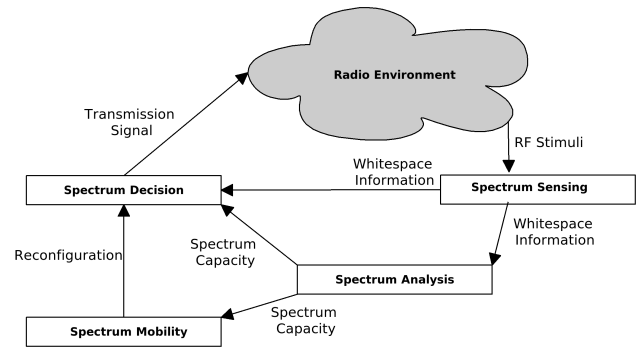 Radio Environment
Transmission
Signal
RF Stimuli
Whitespace
Information
Spectrum Decision
Spectrum Sensing
Whitespace
Information
Reconfiguration
Spectrum
Capacity
Spectrum Analysis
Spectrum
Capacity
Spectrum Mobility